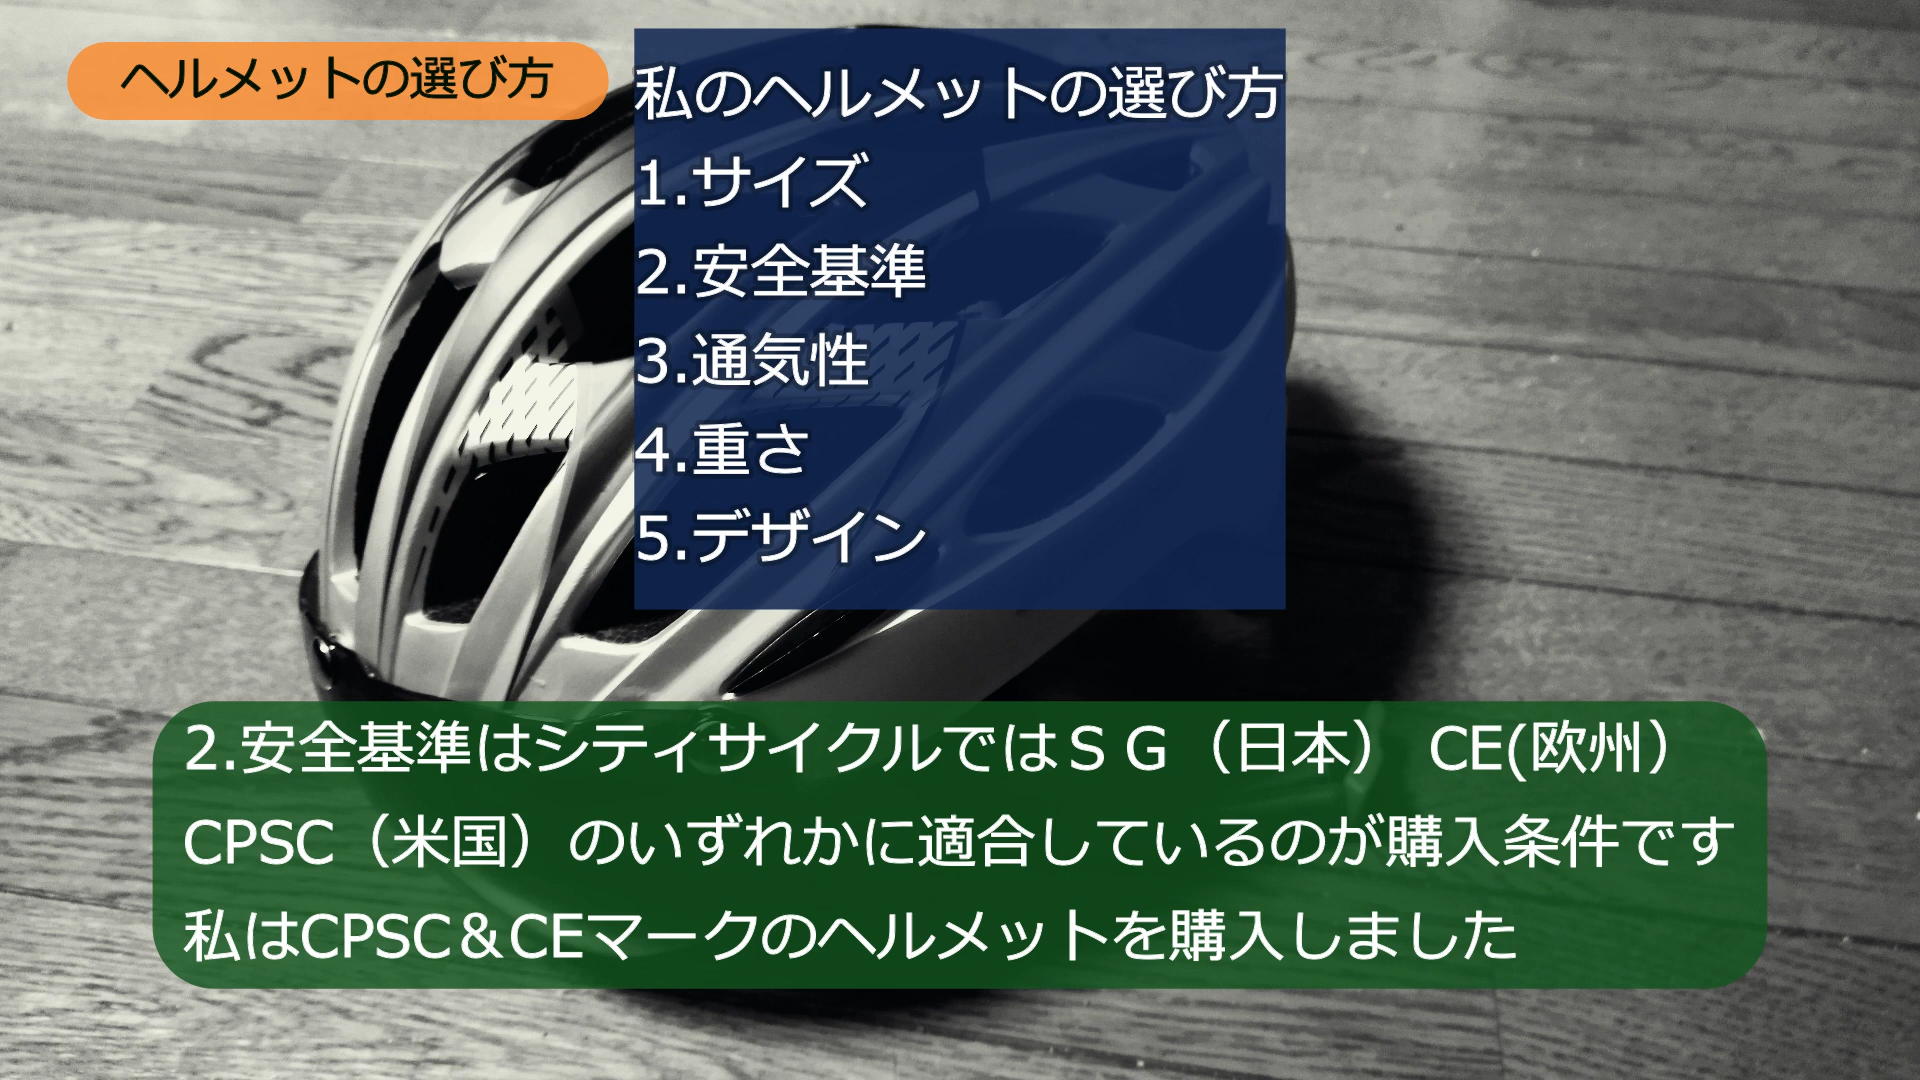 ヘルメットの選び方
私のヘルメットの選び方
1.サイズ
2.安全基準
3.通気性
4.重さ
5.デザイン
2.安全基準はシティサイクルではＳＧ（日本） CE(欧州）
CPSC（米国）のいずれかに適合しているのが購入条件です
私はCPSC＆CEマークのヘルメットを購入しました